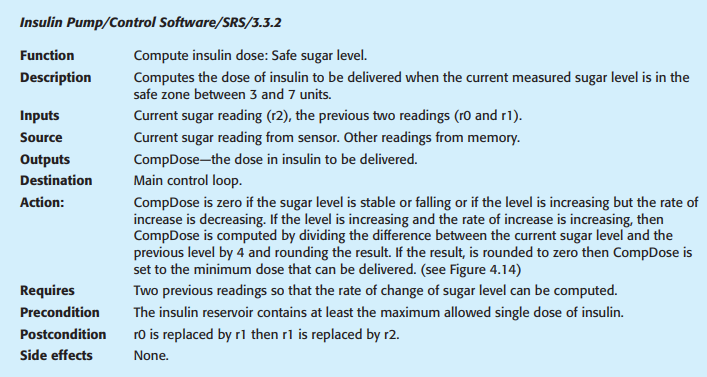 Insulin Pump/Control Software/SRS/3.3.2
Function Compute insulin dose: Safe sugar level.
Description Computes the dose of insulin to be delivered when the current measured sugar level is in the
safe zone between 3 and 7 units.
Inputs Current sugar reading (r2), the previous two readings (r0 and r1).
Source Current sugar reading from sensor. Other readings from memory.
Outputs CompDose—the dose in insulin to be delivered.
Destination Main control loop.
Action: CompDose is zero if the sugar level is stable or falling or if the level is increasing but the rate of
increase is decreasing. If the level is increasing and the rate of increase is increasing, then
CompDose is computed by dividing the difference between the current sugar level and the
previous level by 4 and rounding the result. If the result, is rounded to zero then CompDose is
set to the minimum dose that can be delivered. (see Figure 4.14)
Requires Two previous readings so that the rate of change of sugar level can be computed.
Precondition The insulin reservoir contains at least the maximum allowed single dose of insulin.
Postcondition r0 is replaced by r1 then r1 is replaced by r2.
Side effects None.